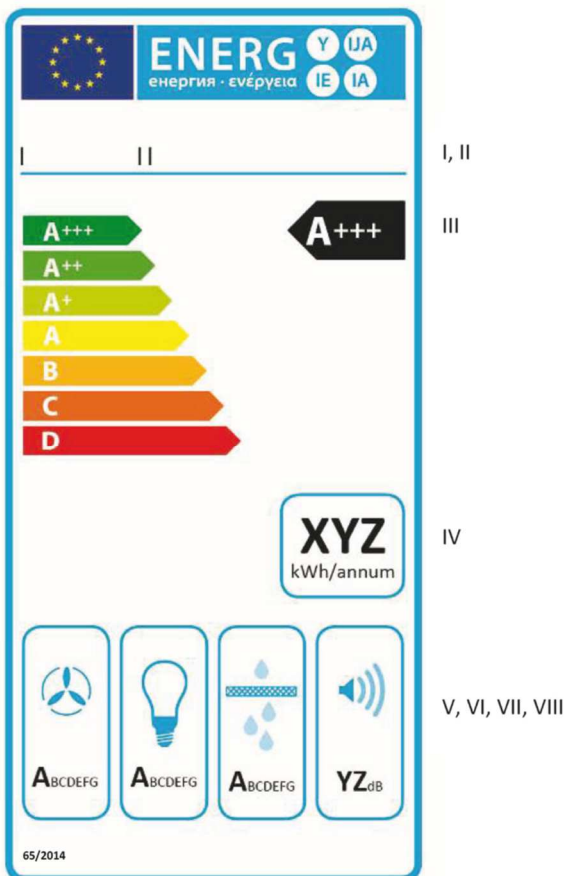 ENERG Y IJA
енергия · ενέργεια IE IA
I II I, II
A+++ A+++ III
A++
A+
A
B
C
D
XYZ IV
kWh/annum
V, VI, VII, VIII
ABCDEFG ABCDEFG ABCDEFG YZdB
65/2014